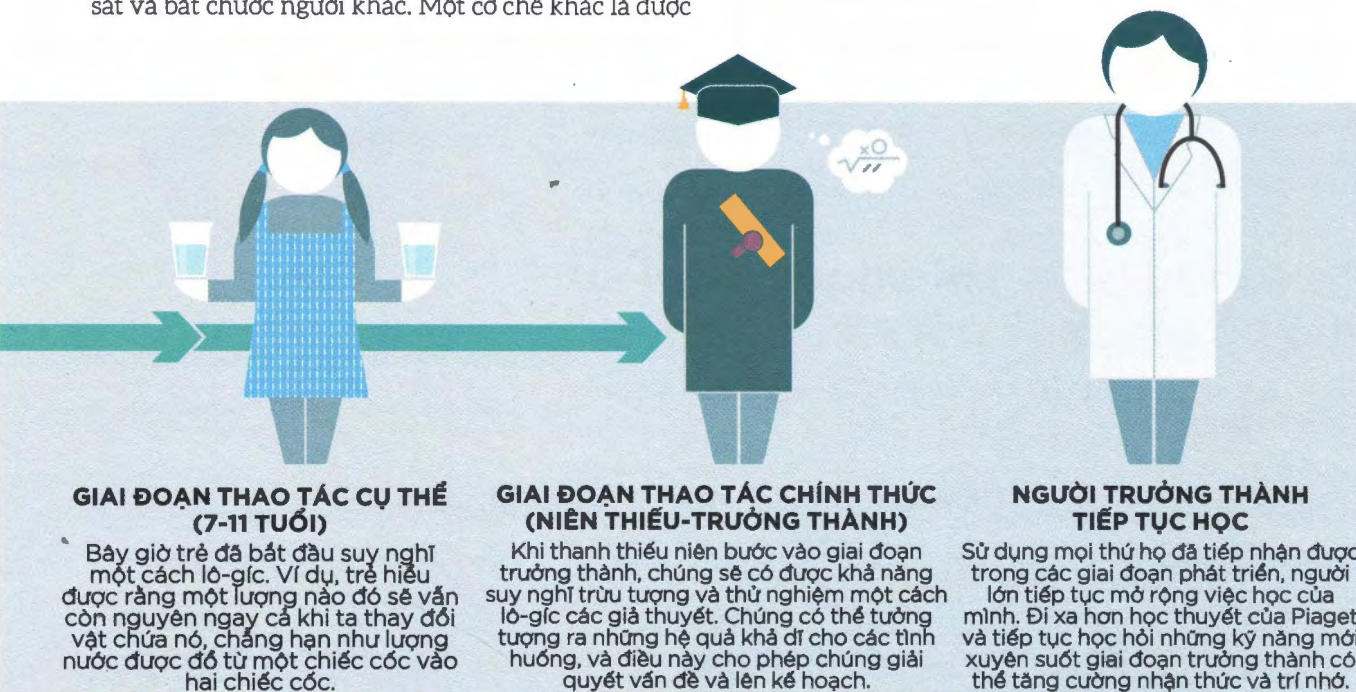 sát và bắt chước người khác. Một cơ chế khác là được
xO
√,,
GIAI ĐOẠN THAO TÁC CỤ THỂ
(7-11 TUỔI)
Bây giờ trẻ đã bắt đầu suy nghĩ
một cách lô-gíc. Ví dụ, trẻ hiểu
được rằng một lượng nào đó sẽ vẫn
còn nguyên ngay cả khi ta thay đổi
vật chứa nó, chẳng hạn như lượng
nước được đổ từ một chiếc cốc vào
hai chiếc cốc.
GIAI ĐOẠN THAO TÁC CHÍNH THỨC
(NIÊN THIẾU-TRƯỞNG THÀNH)
Khi thanh thiếu niên bước vào giai đoạn
trưởng thành, chúng sẽ có được khả năng
suy nghĩ trừu tượng và thử nghiệm một cách
lô-gíc các giả thuyết. Chúng có thể tưởng
tượng ra những hệ quả khả dĩ cho các tình
huống, và điều này cho phép chúng giải
quyết vấn đề và lên kế hoạch.
NGƯỜI TRƯỞNG THÀNH
TIẾP TỤC HỌC
Sử dụng mọi thứ họ đã tiếp nhận được
trong các giai đoạn phát triển, người
lớn tiếp tục mở rộng việc học của
mình. Đi xa hơn học thuyết của Piaget
và tiếp tục học hỏi những kỹ năng mới
xuyên suốt giai đoạn trưởng thành có
thể tăng cường nhận thức và trí nhớ.